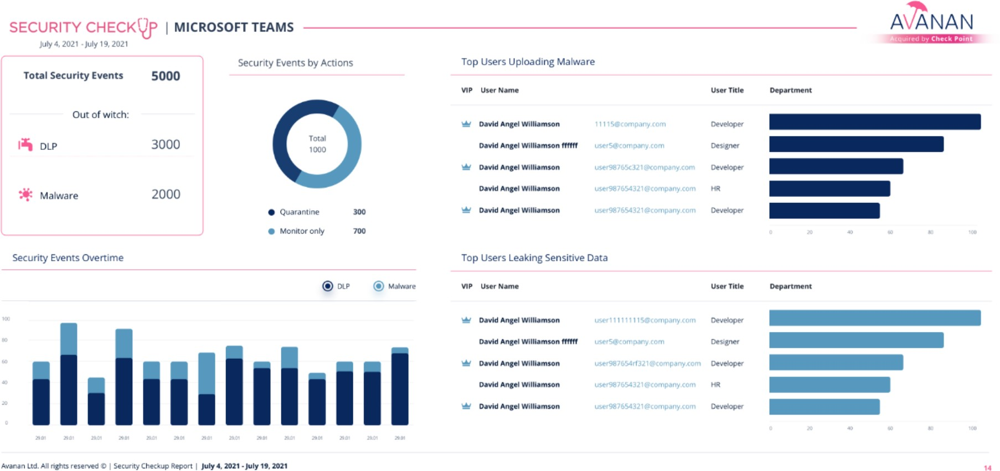 SECURITY CHECKUP | MICROSOFT TEAMS
July 4, 2021 - July 19, 2021
AVANAN
Acquired by Check Point
Total Security Events 5000
Out of witch:
DLP 3000
Malware 2000
Security Events by Actions
Total
1000
Quarantine 300
Monitor only 700
Top Users Uploading Malware
VIP User Name User Title Department
David Angel Williamson 11115@company.com Developer
David Angel Williamson ffffff user5@company.com Designer
David Angel Williamson user98765c321@company.com Developer
David Angel Williamson user987654321@company.com HR
David Angel Williamson user987654321@company.com Developer
0 20 40 60 80 100
Security Events Overtime
DLP Malware
100
80
60
40
20
0
29.01 29.01 29.01 29.01 29.01 29.01 29.01 29.01 29.01 29.01 29.01 29.01 29.01 29.01
Top Users Leaking Sensitive Data
VIP User Name User Title Department
David Angel Williamson user111111115@company.com Developer
David Angel Williamson ffffff user5@company.com Designer
David Angel Williamson user987654rf321@company.com Developer
David Angel Williamson user987654321@company.com HR
David Angel Williamson user987654321@company.com Developer
0 20 40 60 80 100
Avanan Ltd. All rights reserved © | Security Checkup Report | July 4, 2021 - July 19, 2021
14